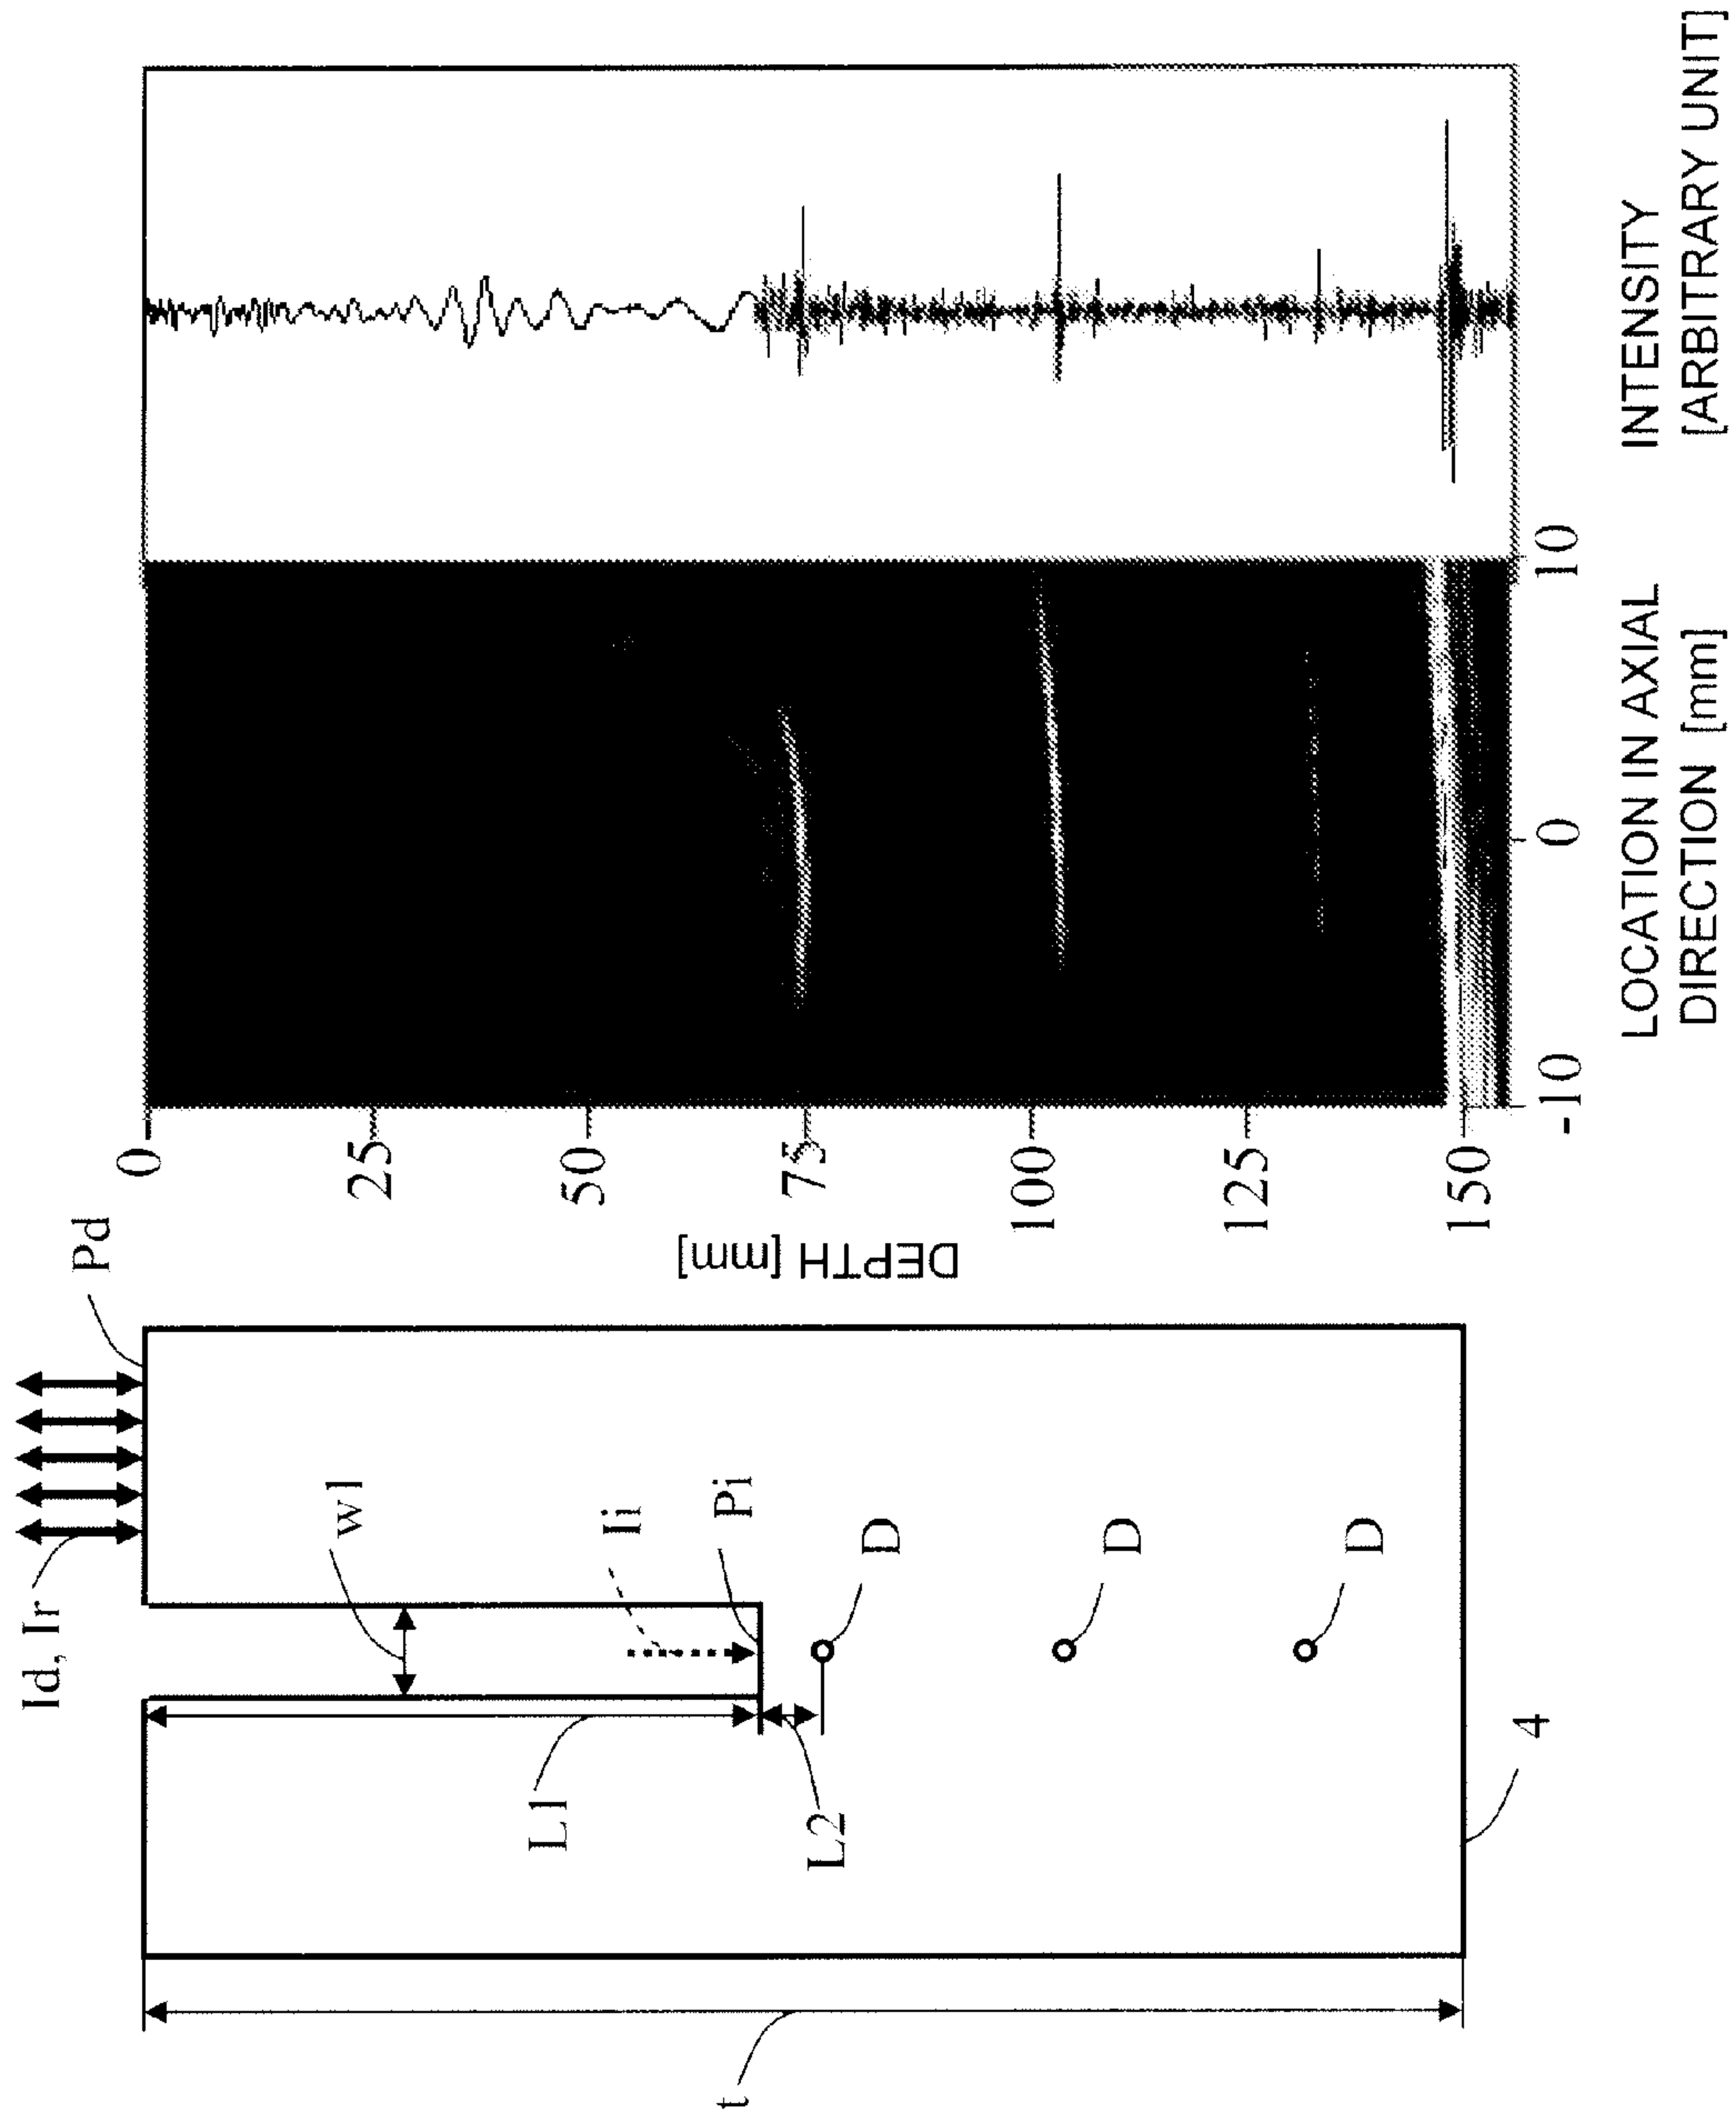 Id, Ir
Pd
w1
Ii
Pi
L1
L2
D
D
D
t
4
DEPTH [mm]
0
25
50
75
100
125
150
-10
0
10
LOCATION IN AXIAL
DIRECTION [mm]
INTENSITY
[ARBITRARY UNIT]